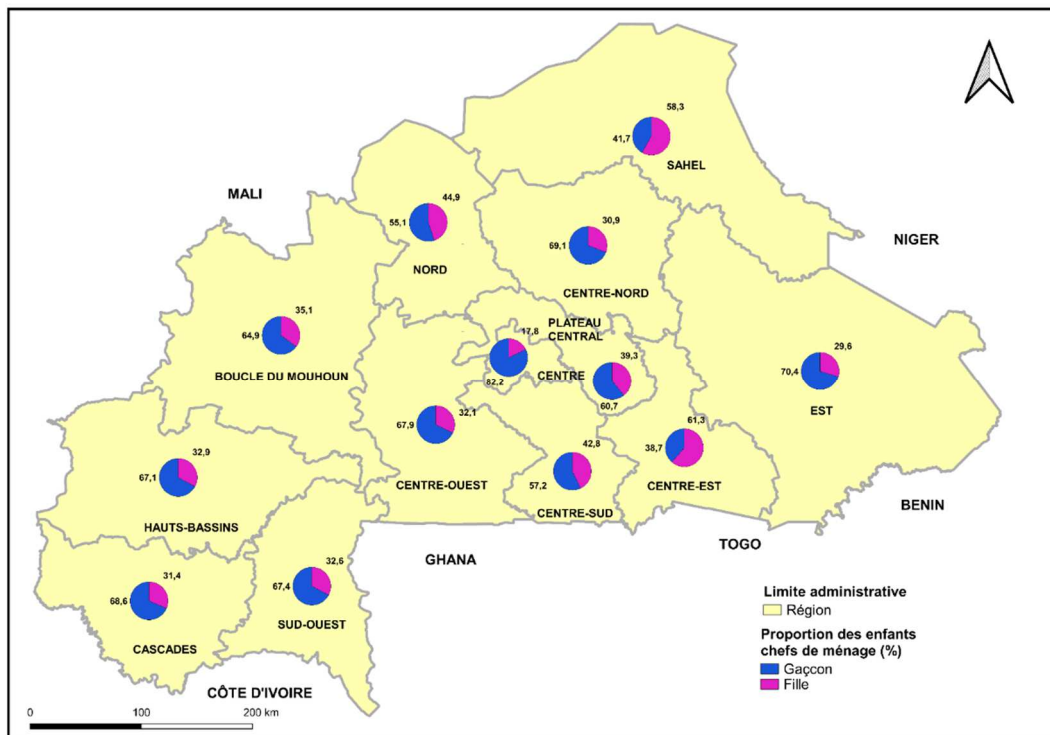 58,3
41,7
SAHEL
MALI
44,9
55,1
NORD
30,9
69,1
CENTRE-NORD
NIGER
35,1
64,9
BOUCLE DU MOUHOUN
PLATEAU
CENTRAL
17,8
82,2
CENTRE
39,3
60,7
29,6
70,4
EST
32,1
67,9
CENTRE-OUEST
61,3
38,7
CENTRE-EST
42,8
57,2
CENTRE-SUD
32,9
67,1
HAUTS-BASSINS
BENIN
TOGO
GHANA
31,4
68,6
CASCADES
32,6
67,4
SUD-OUEST
CÔTE D'IVOIRE
Limite administrative
Région
Proportion des enfants
chefs de ménage (%)
Gaçcon
Fille
0 100 200 km